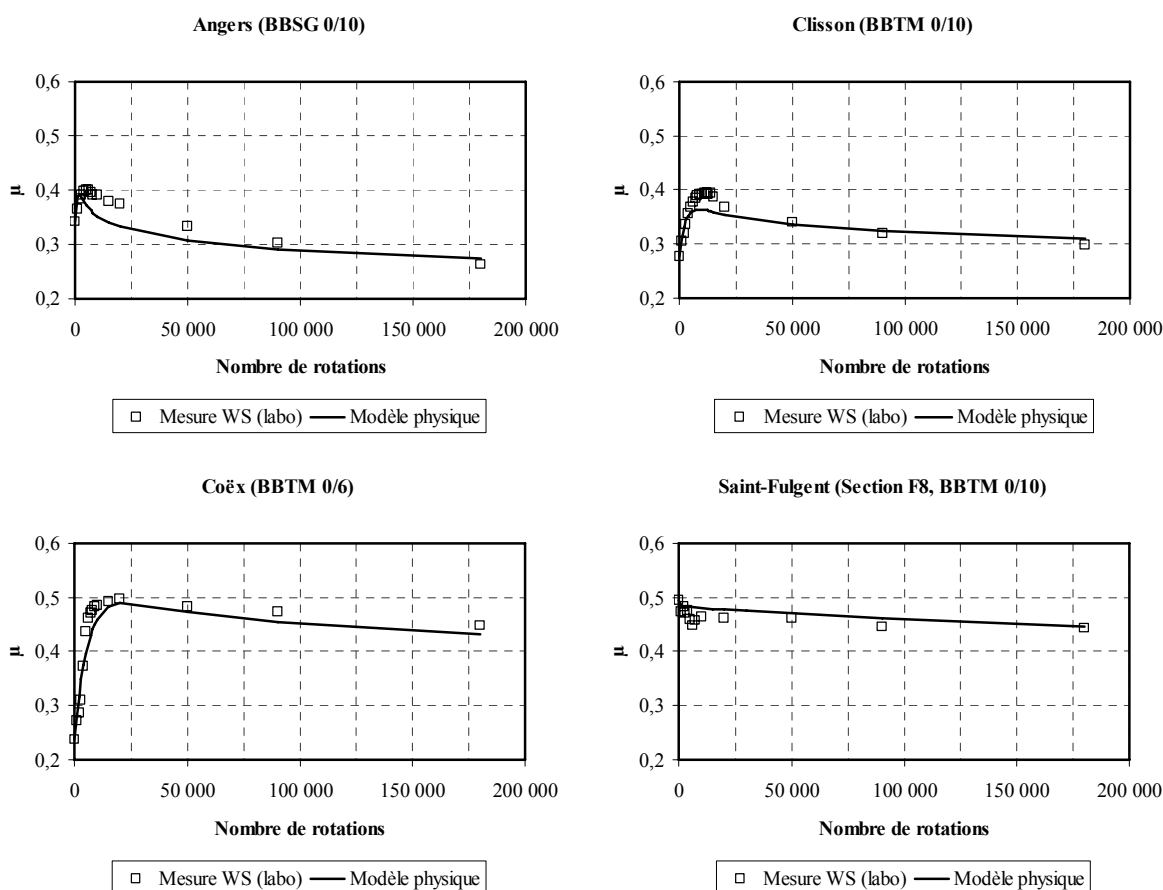 Angers (BBSG 0/10)
0,6
0,5
0,4
0,3
0,2
µ
0
50 000
100 000
150 000
200 000
Nombre de rotations
Mesure WS (labo)
Modèle physique
Clisson (BBTM 0/10)
0,6
0,5
0,4
0,3
0,2
µ
0
50 000
100 000
150 000
200 000
Nombre de rotations
Mesure WS (labo)
Modèle physique
Coëx (BBTM 0/6)
0,6
0,5
0,4
0,3
0,2
µ
0
50 000
100 000
150 000
200 000
Nombre de rotations
Mesure WS (labo)
Modèle physique
Saint-Fulgent (Section F8, BBTM 0/10)
0,6
0,5
0,4
0,3
0,2
µ
0
50 000
100 000
150 000
200 000
Nombre de rotations
Mesure WS (labo)
Modèle physique